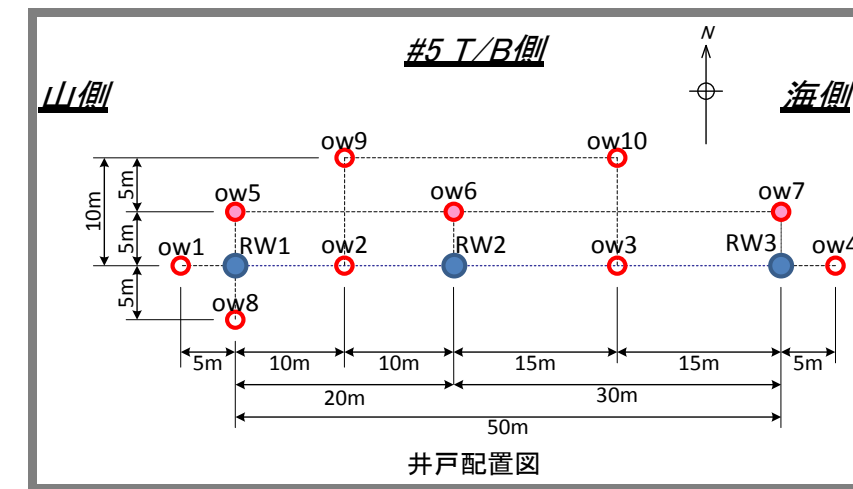 #5 T/B側
N
山側
海側
ow9
ow10
ow5
ow6
ow7
10m
5m
5m
5m
ow1
RW1
ow2
RW2
ow3
RW3
ow4
ow8
5m
10m
10m
15m
15m
5m
20m
30m
50m
井戸配置図